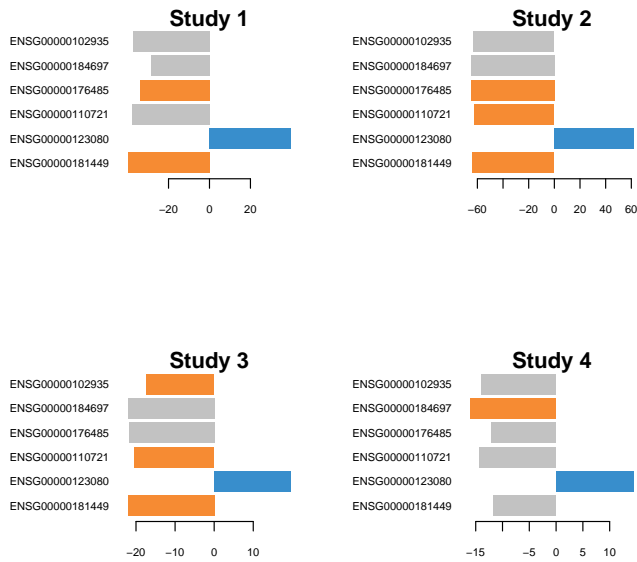 Study 1
ENSG00000102935
ENSG00000184697
ENSG00000176485
ENSG00000110721
ENSG00000123080
ENSG00000181449
−20 0 20
Study 2
ENSG00000102935
ENSG00000184697
ENSG00000176485
ENSG00000110721
ENSG00000123080
ENSG00000181449
−60 −20 0 20 40 60
Study 3
ENSG00000102935
ENSG00000184697
ENSG00000176485
ENSG00000110721
ENSG00000123080
ENSG00000181449
−20 −10 0 10
Study 4
ENSG00000102935
ENSG00000184697
ENSG00000176485
ENSG00000110721
ENSG00000123080
ENSG00000181449
−15 −5 0 5 10